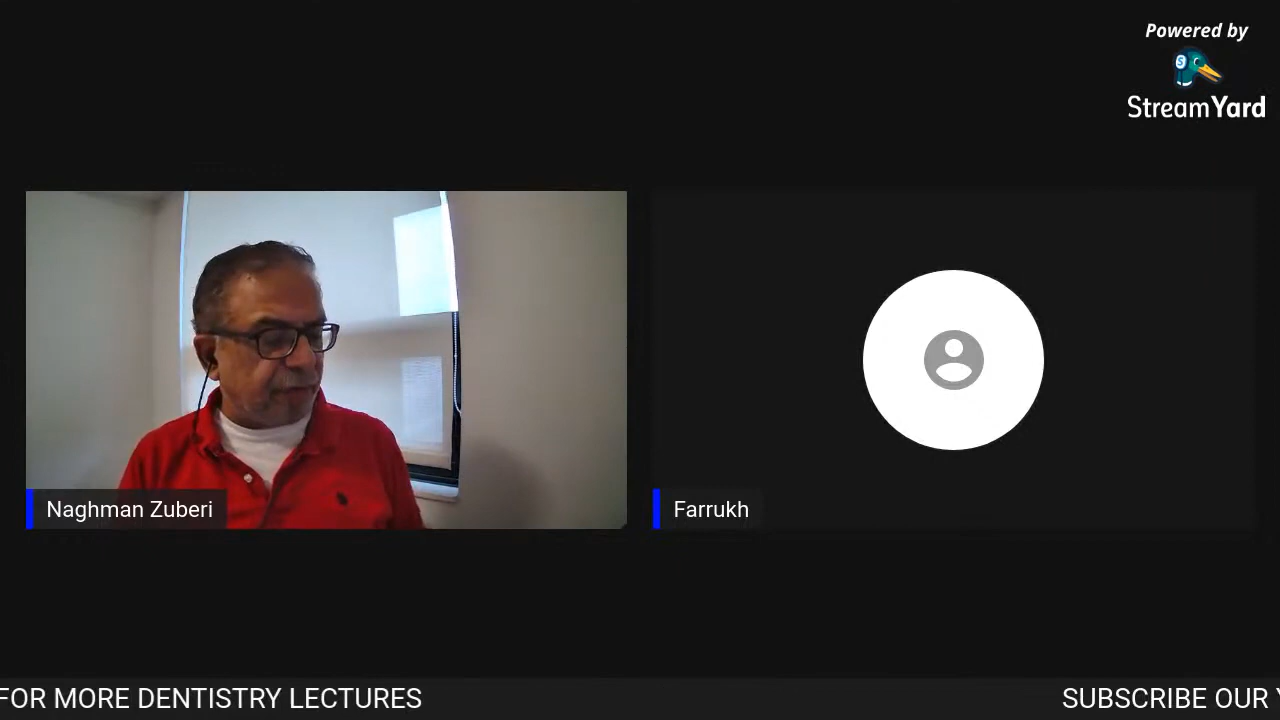 Powered by
StreamYard
Naghman Zuberi
Farrukh
FOR MORE DENTISTRY LECTURES
SUBSCRIBE OUR